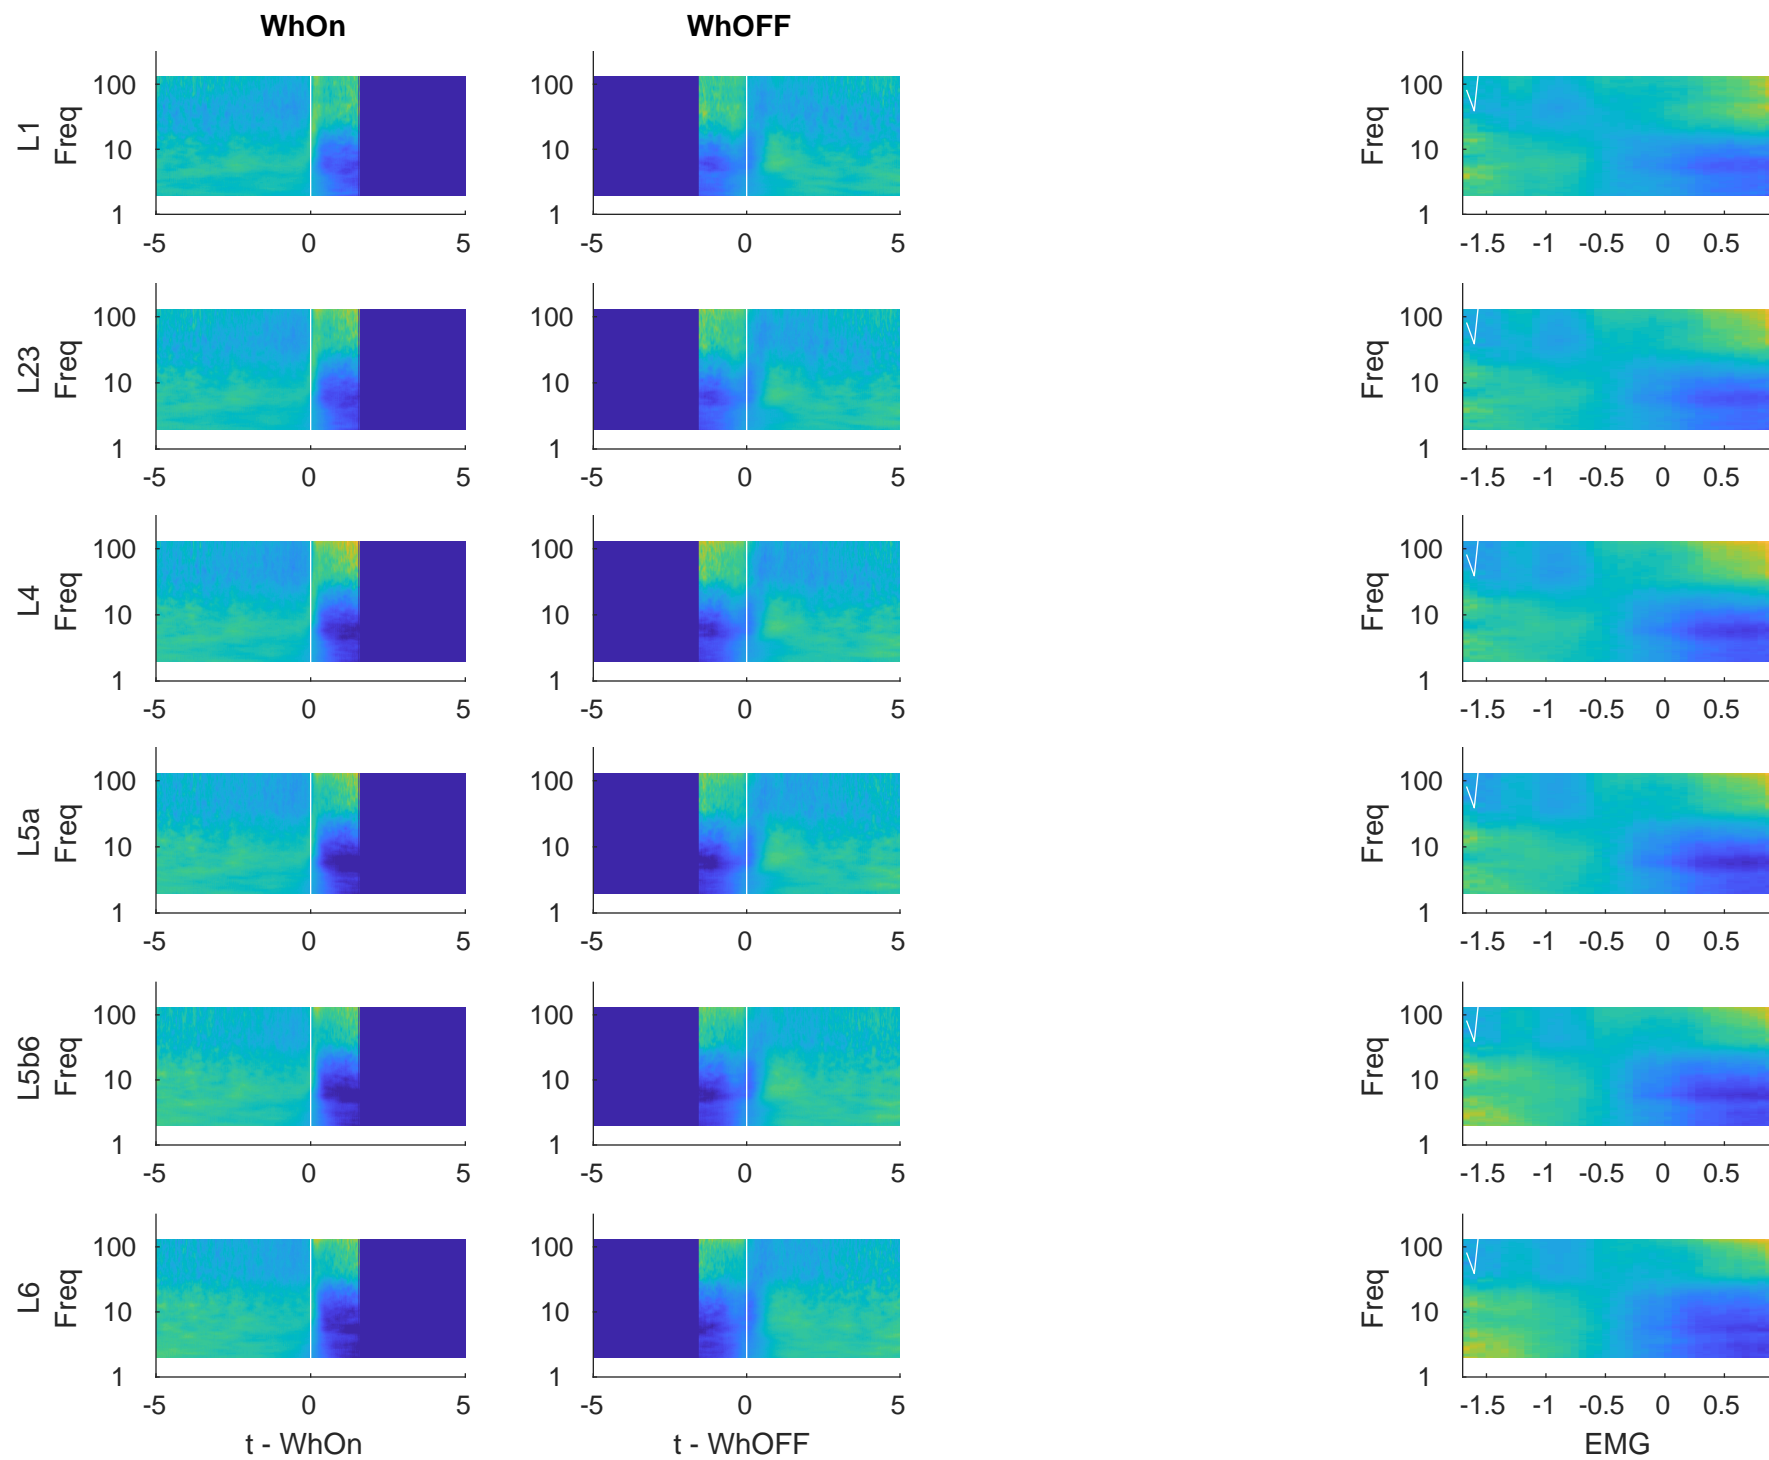 WhOn WhOFF
L1 Freq 100 10 1 100 10 1 Freq 100 10 1
-5 0 5 -5 0 5 -1.5 -1 -0.5 0 0.5
L23 Freq 100 10 1 100 10 1 Freq 100 10 1
-5 0 5 -5 0 5 -1.5 -1 -0.5 0 0.5
L4 Freq 100 10 1 100 10 1 Freq 100 10 1
-5 0 5 -5 0 5 -1.5 -1 -0.5 0 0.5
L5a Freq 100 10 1 100 10 1 Freq 100 10 1
-5 0 5 -5 0 5 -1.5 -1 -0.5 0 0.5
L5b6 Freq 100 10 1 100 10 1 Freq 100 10 1
-5 0 5 -5 0 5 -1.5 -1 -0.5 0 0.5
L6 Freq 100 10 1 100 10 1 Freq 100 10 1
-5 0 5 -5 0 5 -1.5 -1 -0.5 0 0.5
t - WhOn t - WhOFF EMG